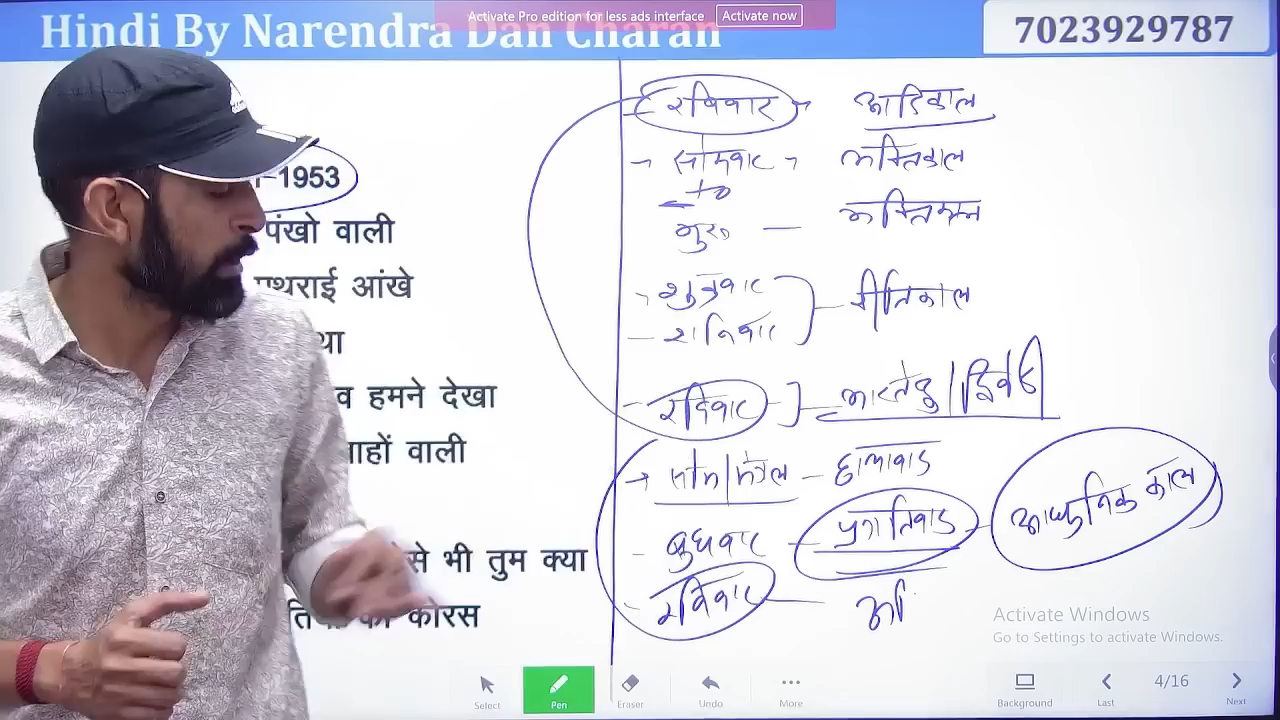 Activate Pro edition for less ads interface Activate now
Hindi By Narendra Dan Charan
7023929787
-1953
पंखो वाली
पथराई आंखे
था
व हमने देखा
बाहों वाली
से भी तुम क्या
कोरस
रविवार आदिकाल
सोमवार भक्तिकाल
to
गुरु० — भक्तिकाल
शुक्रवार
शनिवार रीतिकाल
रविवार भारतेंदु / द्विवेदी
सोम/मंगल – छायावाद
बुधवार – प्रगतिवाद – आधुनिक काल
रविवार —
Activate Windows
Go to Settings to activate Windows.
Select Pen Eraser Undo More Background Last 4/16 Next